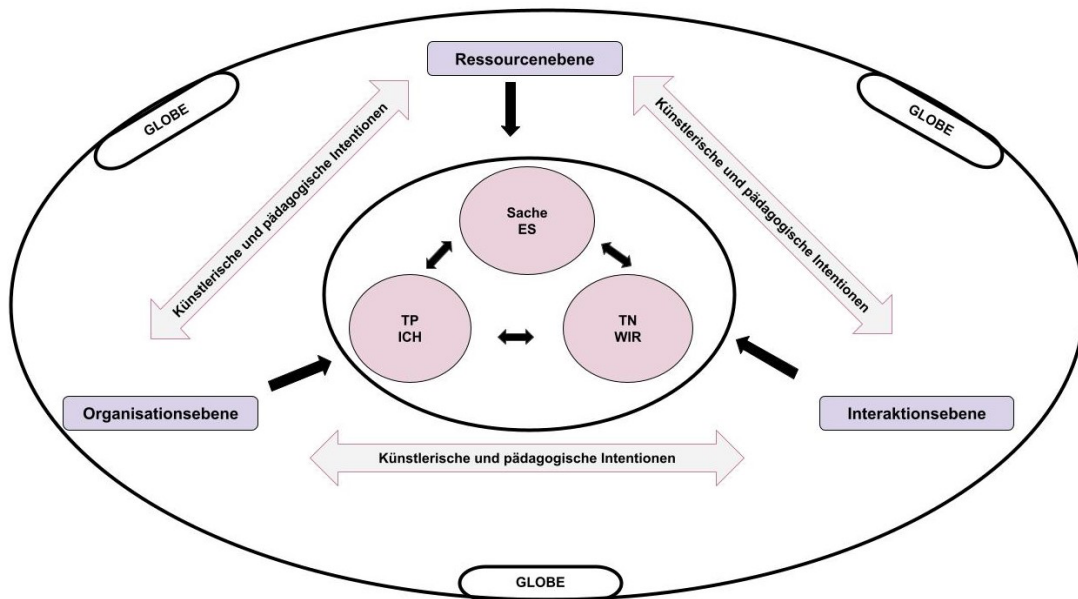 Ressourcenebene
GLOBE
GLOBE
Künstlerische und pädagogische Intentionen
Künstlerische und pädagogische Intentionen
Sache
ES
TP
ICH
TN
WIR
Organisationsebene
Interaktionsebene
Künstlerische und pädagogische Intentionen
GLOBE